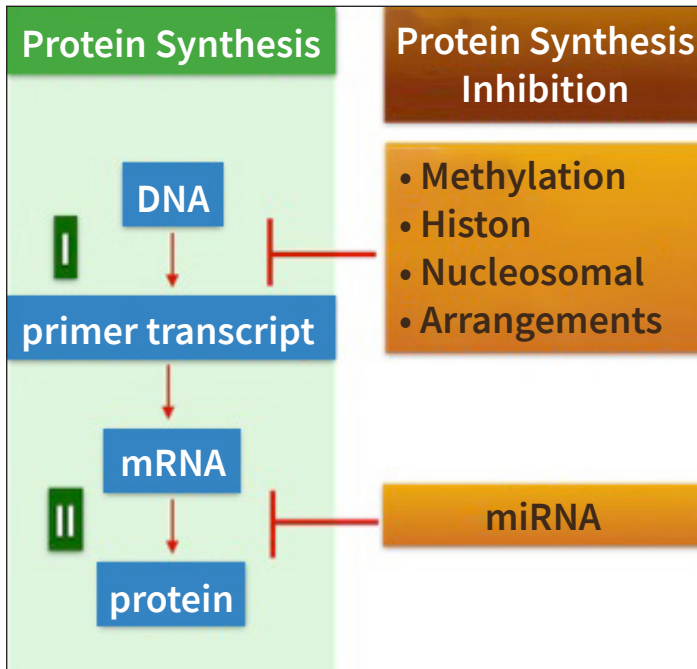 Protein Synthesis
Protein Synthesis
Inhibition
DNA
I
primer transcript
mRNA
II
protein
• Methylation
• Histon
• Nucleosomal
• Arrangements
miRNA